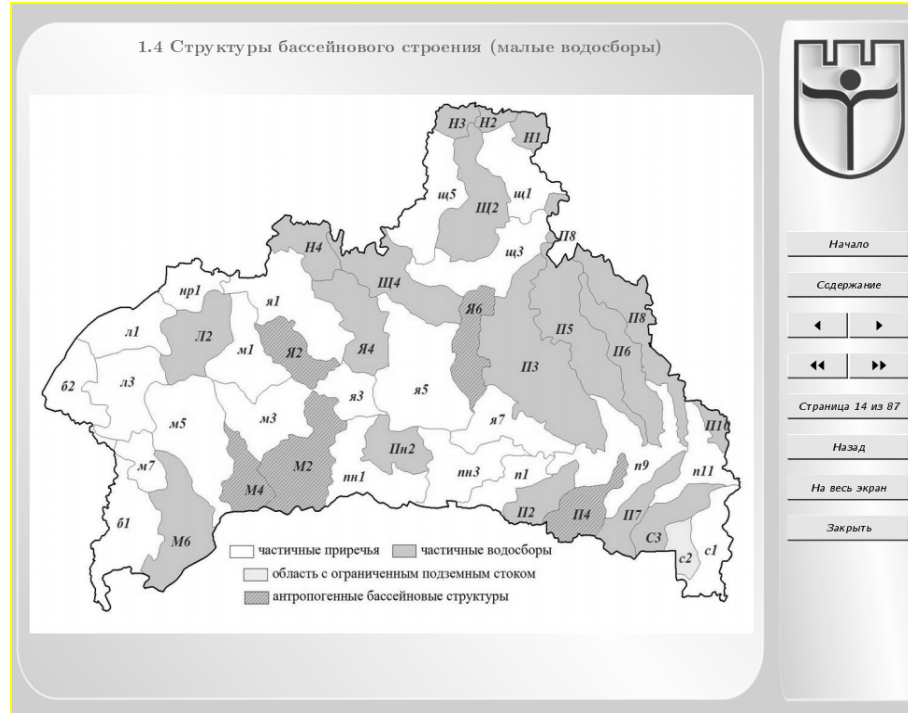 1.4 Структуры бассейнового строения (малые водосборы)
Н3 Н2 Н1
щ5 Щ2 щ1
П8
Н4 щ3
нр1 Щ4
я1 Я6
л1 Л2 П5 П8
м1 Я2 Я4 П3 П6
б2 л3 я3 я5
м5 м3 я7 П10
м7 М2 Пн2
М4 пн1 пн3 п1 п9 п11
б1 П2 П4 П7
М6 С3 с2 с1
частичные приречья частичные водосборы
область с ограниченным подземным стоком
антропогенные бассейновые структуры
Начало
Содержание
Страница 14 из 87
Назад
На весь экран
Закрыть